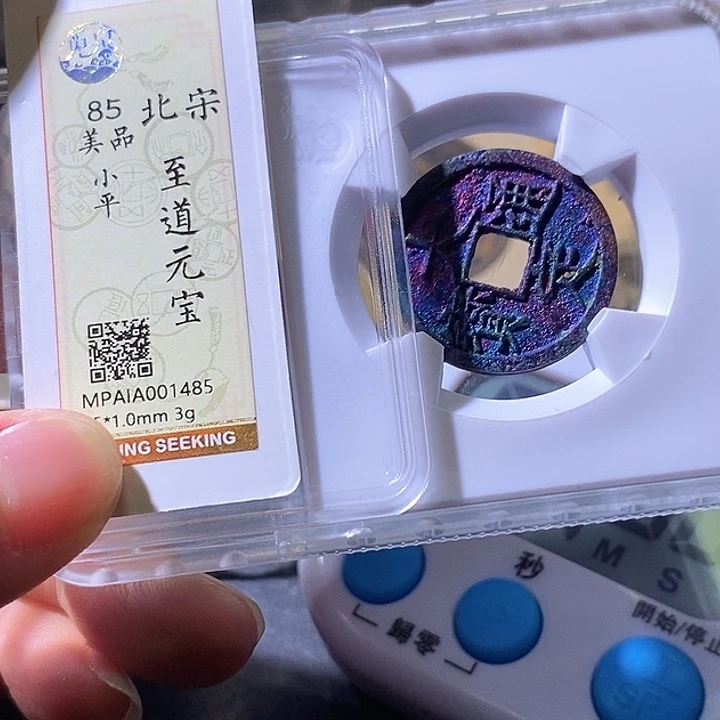 85 北宋
美品
小平
至道元宝
MPAIA001485
*1.0mm 3g
NG SEEKING
秒
M S
開始/停止
歸零